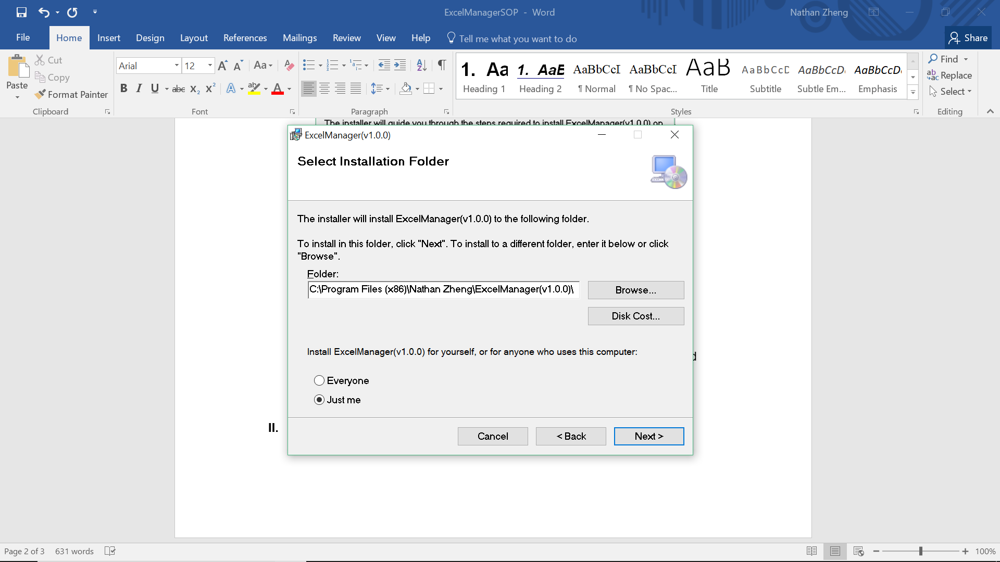 ExcelManagerSOP - Word
Nathan Zheng
File
Home
Insert
Design
Layout
References
Mailings
Review
View
Help
Tell me what you want to do
Share
Paste
Cut
Copy
Format Painter
Clipboard
Arial
12
Font
Paragraph
1. Aa
Heading 1
1. AaB
Heading 2
AaBbCcI
¶ Normal
AaBbCcI
¶ No Spac...
AaB
Title
AaBbCcD
Subtitle
AaBbCcD
Subtle Em...
AaBbCcD
Emphasis
Styles
Find
Replace
Select
Editing
The installer will guide you through the steps required to install ExcelManager(v1.0.0) on
ExcelManager(v1.0.0)
Select Installation Folder
The installer will install ExcelManager(v1.0.0) to the following folder.
To install in this folder, click "Next". To install to a different folder, enter it below or click
"Browse".
Folder:
C:\Program Files (x86)\Nathan Zheng\ExcelManager(v1.0.0)\
Browse...
Disk Cost...
Install ExcelManager(v1.0.0) for yourself, or for anyone who uses this computer:
Everyone
Just me
II.
Cancel
< Back
Next >
Page 2 of 3
631 words
100%